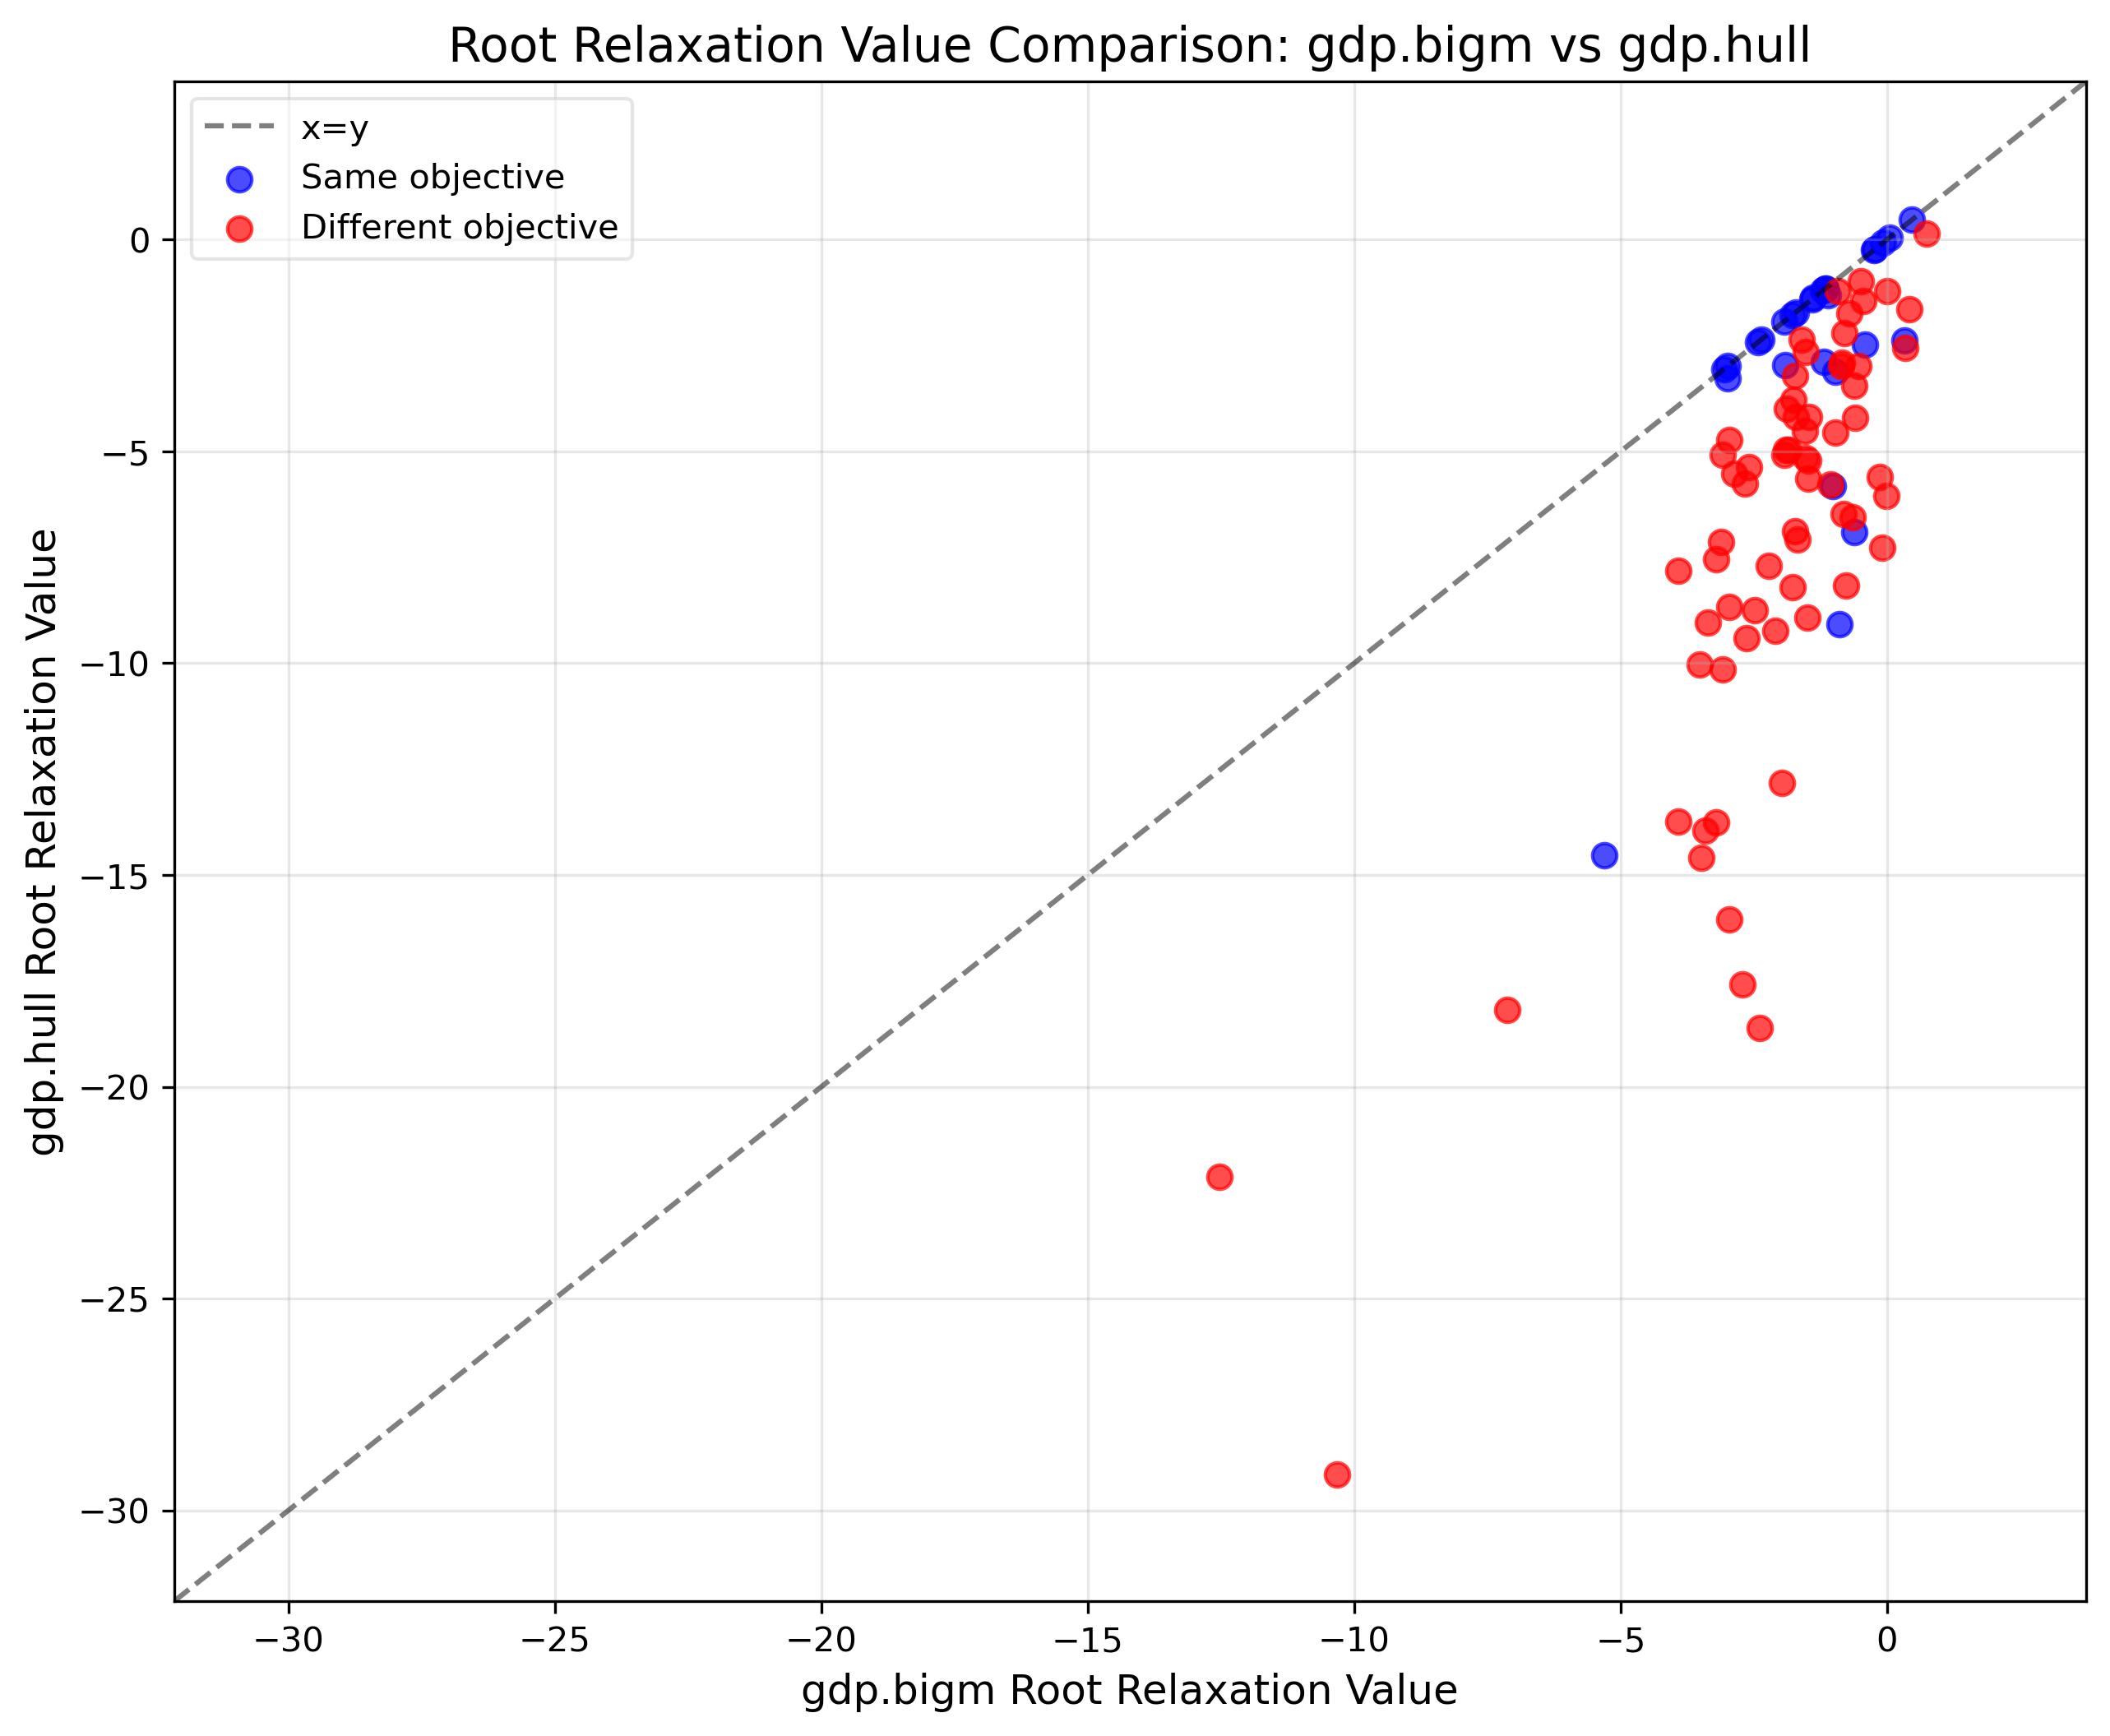 Root Relaxation Value Comparison: gdp.bigm vs gdp.hull
x=y
Same objective
Different objective
gdp.hull Root Relaxation Value
0
−5
−10
−15
−20
−25
−30
−30 −25 −20 −15 −10 −5 0
gdp.bigm Root Relaxation Value